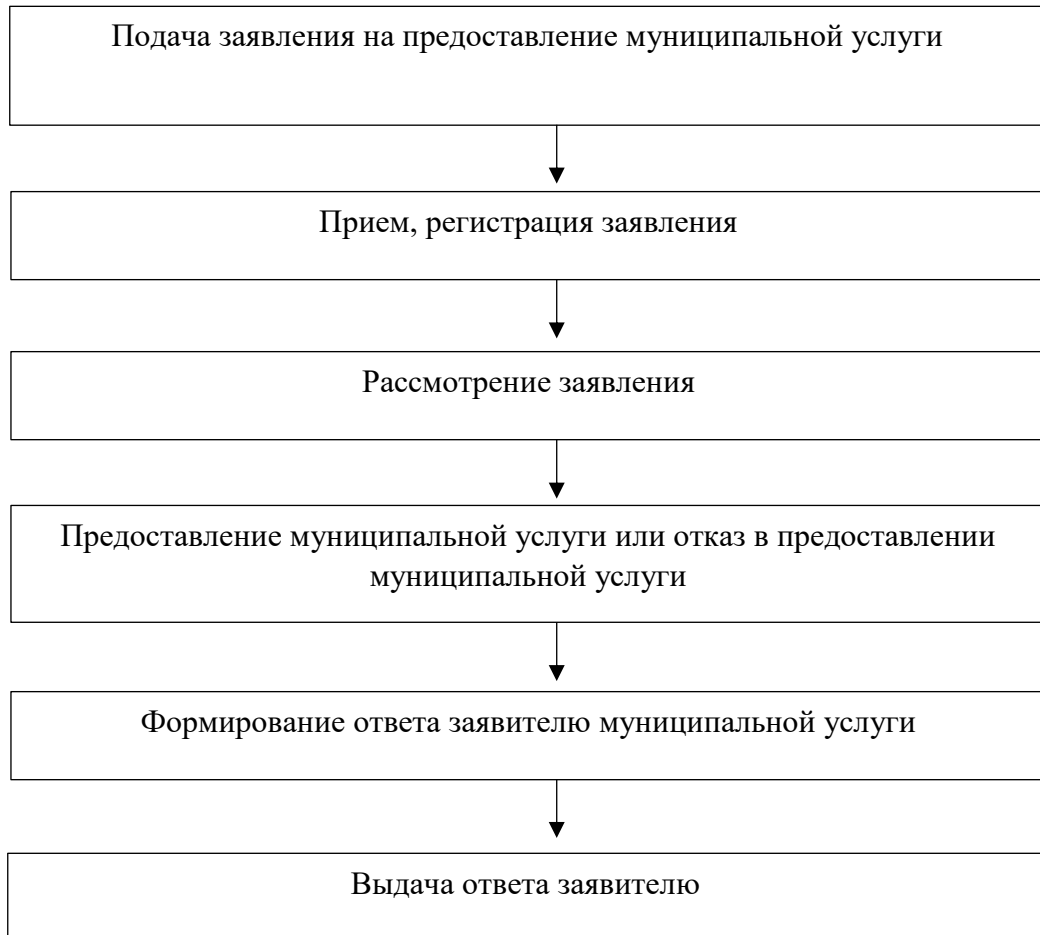 Подача заявления на предоставление муниципальной услуги
Прием, регистрация заявления
Рассмотрение заявления
Предоставление муниципальной услуги или отказ в предоставлении
муниципальной услуги
Формирование ответа заявителю муниципальной услуги
Выдача ответа заявителю